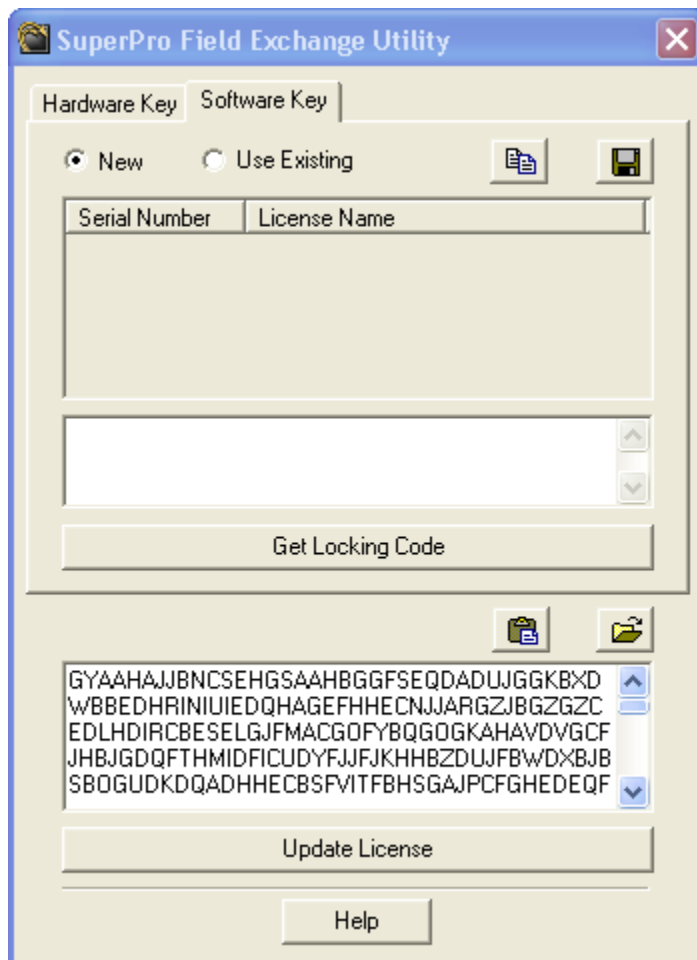 SuperPro Field Exchange Utility
Hardware Key Software Key
New Use Existing
Serial Number License Name
Get Locking Code
GYAAHAJJBNCSEHGSAAHBGGFSEQDADUJGGKBXD
WBBEDHRINIUIEDQHAGEFHHECNJJARGZJBGZGZC
EDLHDIRCBESELGJFMACGOFYBQGOGKAHAVDVGCF
JHBJGDQFTHMIDFICUDYFJJFJKHHBZDUJFBWDXBJB
SBOGUDKDQADHHECBSFVITFBHSGAJPCFGHEDEQF
Update License
Help